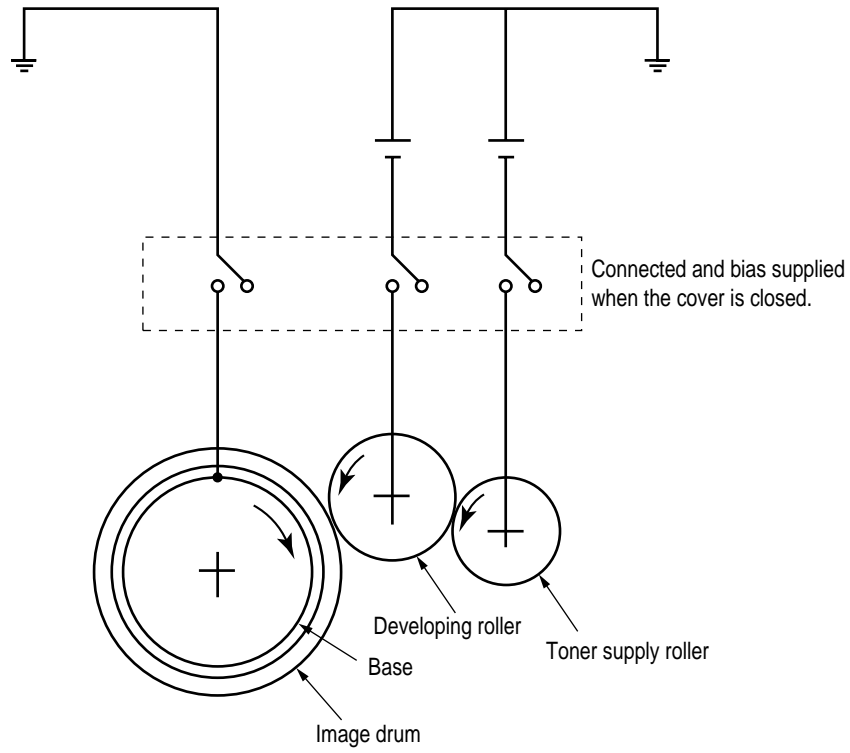 Connected and bias supplied
when the cover is closed.
Developing roller
Toner supply roller
Base
Image drum